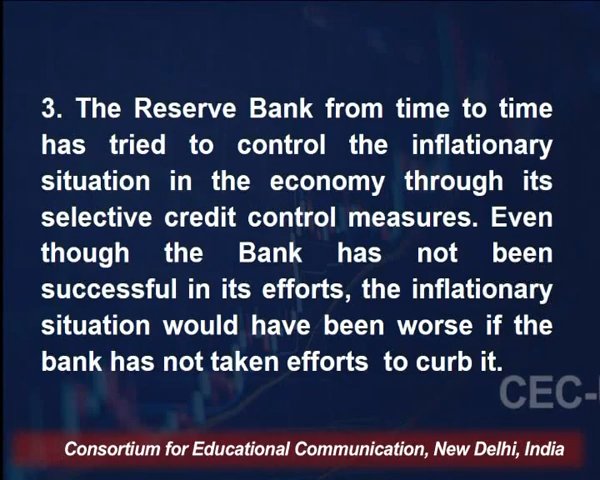 3. The Reserve Bank from time to time
has tried to control the inflationary
situation in the economy through its
selective credit control measures. Even
though the Bank has not been
successful in its efforts, the inflationary
situation would have been worse if the
bank has not taken efforts to curb it.
CEC-
Consortium for Educational Communication, New Delhi, India